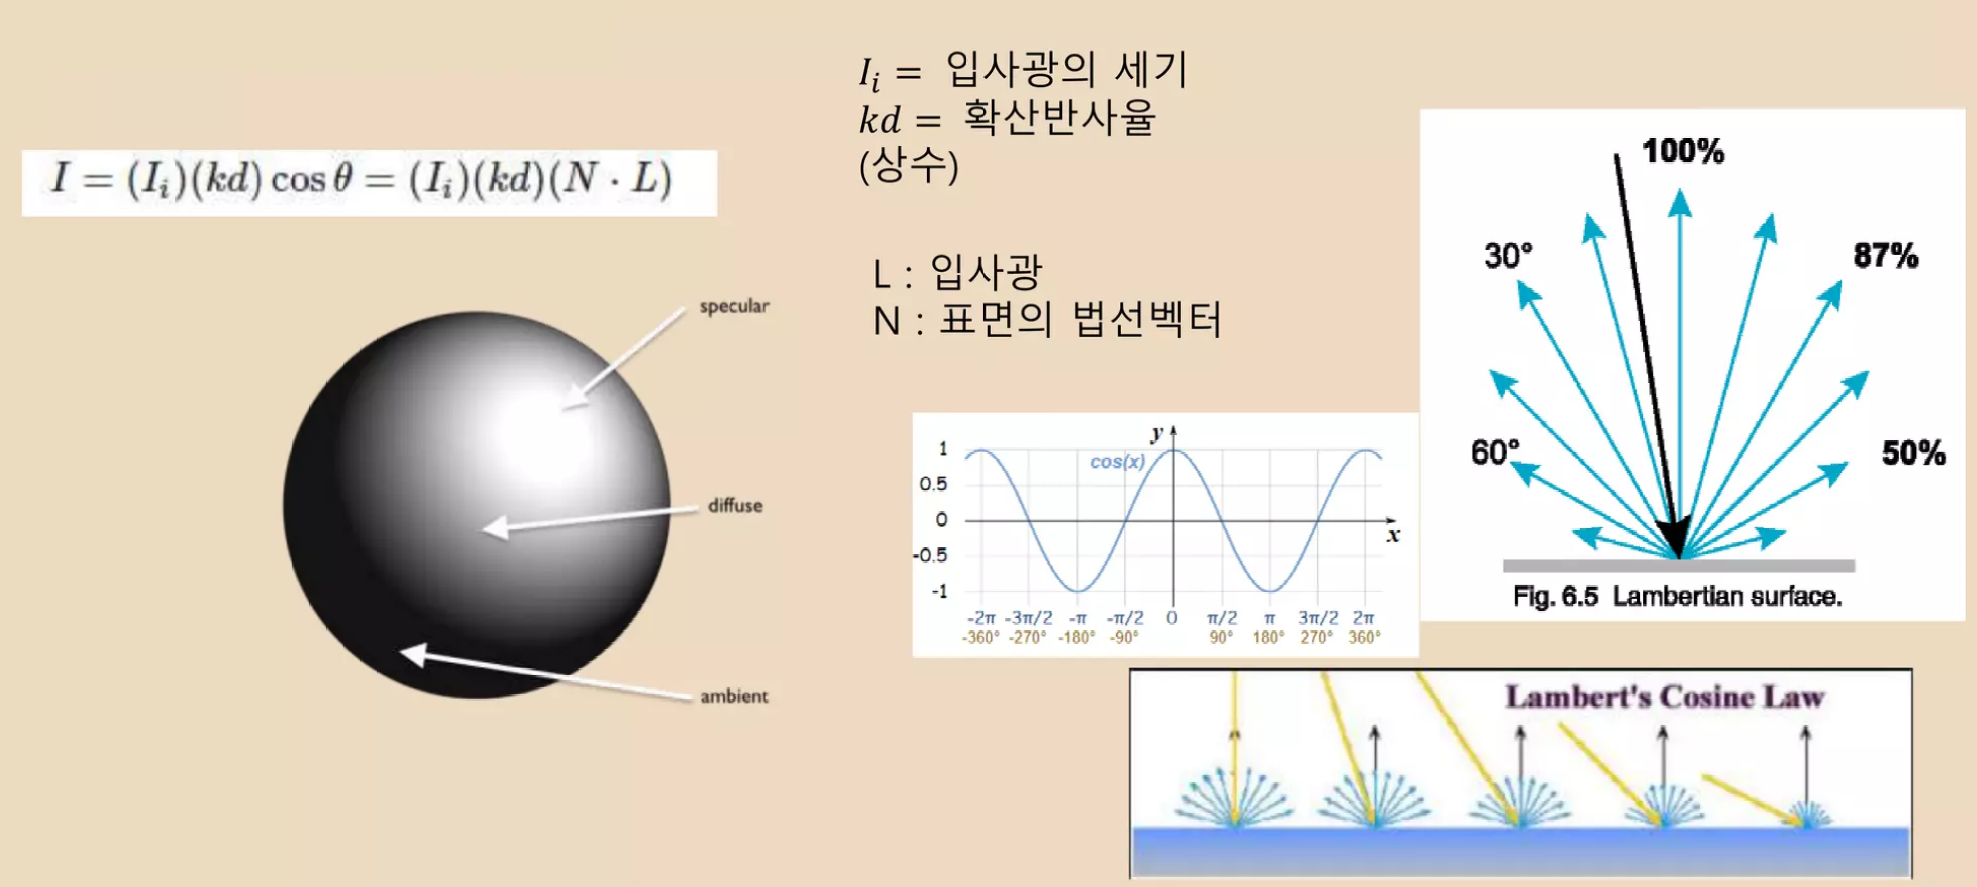 I = (I_i)(kd) cos θ = (I_i)(kd)(N · L)
I_i = 입사광의 세기
kd = 확산반사율
(상수)
L : 입사광
N : 표면의 법선벡터
specular
diffuse
ambient
y
cos(x)
1
0.5
0
-0.5
-1
x
-2π -3π/2 -π -π/2 0 π/2 π 3π/2 2π
-360° -270° -180° -90° 90° 180° 270° 360°
100%
30° 87%
60° 50%
Fig. 6.5 Lambertian surface.
Lambert's Cosine Law